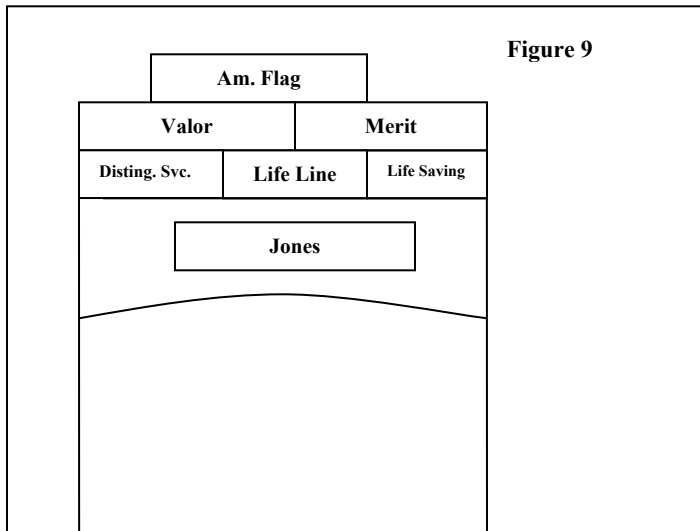 Figure 9
Am. Flag
Valor Merit
Disting. Svc. Life Line Life Saving
Jones